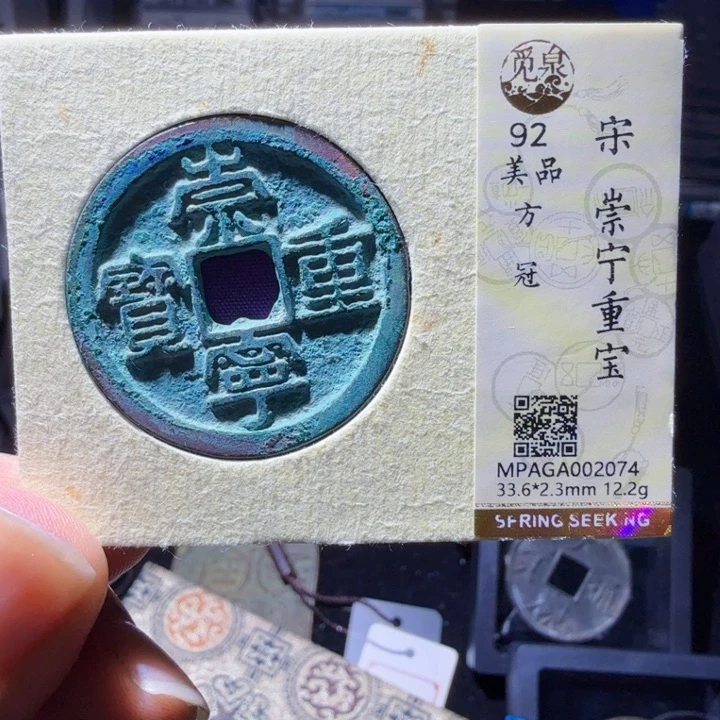 崇
重
寧
寳
觅泉
92
美品
方
冠
宋
崇宁重宝
MPAGA002074
33.6*2.3mm 12.2g
SPRING SEEKING